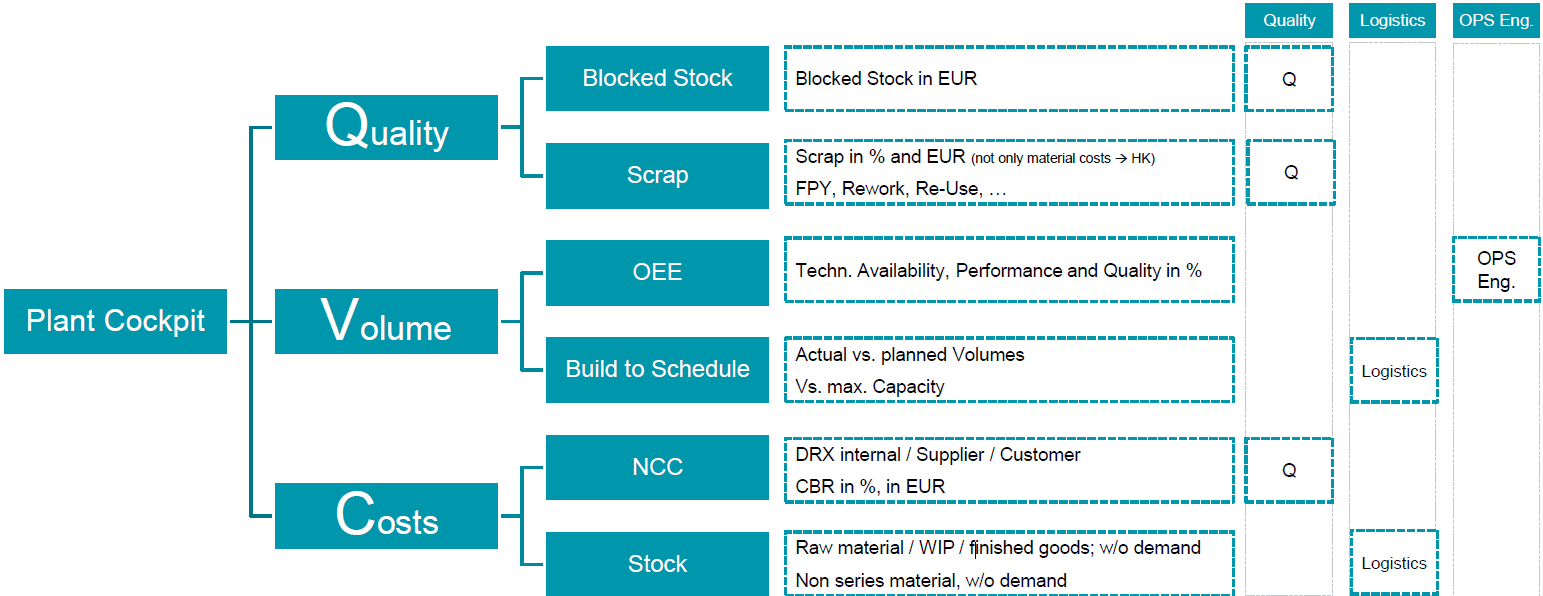 Quality Logistics OPS Eng.
Blocked Stock
Blocked Stock in EUR
Q
Quality
Scrap
Scrap in % and EUR (not only material costs → HK)
FPY, Rework, Re-Use, …
Q
OEE
Techn. Availability, Performance and Quality in %
OPS
Eng.
Plant Cockpit
Volume
Build to Schedule
Actual vs. planned Volumes
Vs. max. Capacity
Logistics
NCC
DRX internal / Supplier / Customer
CBR in %, in EUR
Q
Costs
Stock
Raw material / WIP / finished goods; w/o demand
Non series material, w/o demand
Logistics